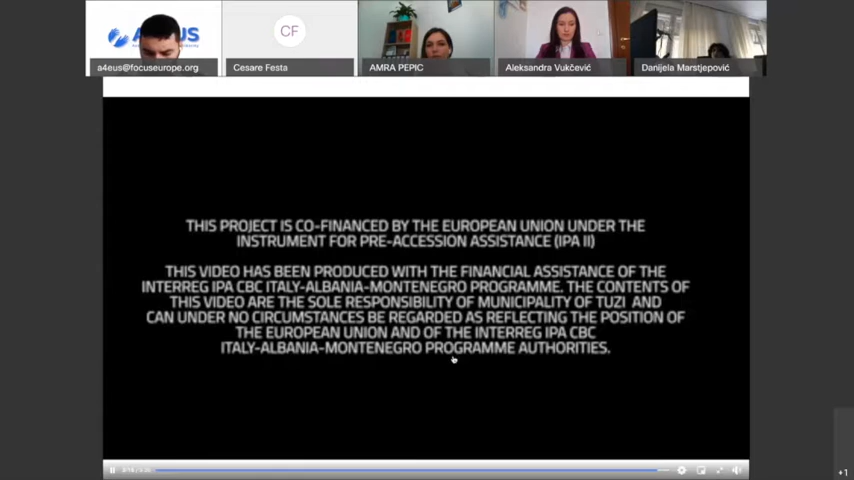 CF
a4eus@focuseurope.org
Cesare Festa
AMRA PEPIC
Aleksandra Vukčević
Danijela Marstjepović
THIS PROJECT IS CO-FINANCED BY THE EUROPEAN UNION UNDER THE
INSTRUMENT FOR PRE-ACCESSION ASSISTANCE (IPA II)
THIS VIDEO HAS BEEN PRODUCED WITH THE FINANCIAL ASSISTANCE OF THE
INTERREG IPA CBC ITALY-ALBANIA-MONTENEGRO PROGRAMME. THE CONTENTS OF
THIS VIDEO ARE THE SOLE RESPONSIBILITY OF MUNICIPALITY OF TUZI AND
CAN UNDER NO CIRCUMSTANCES BE REGARDED AS REFLECTING THE POSITION OF
THE EUROPEAN UNION AND OF THE INTERREG IPA CBC
ITALY-ALBANIA-MONTENEGRO PROGRAMME AUTHORITIES.
+1